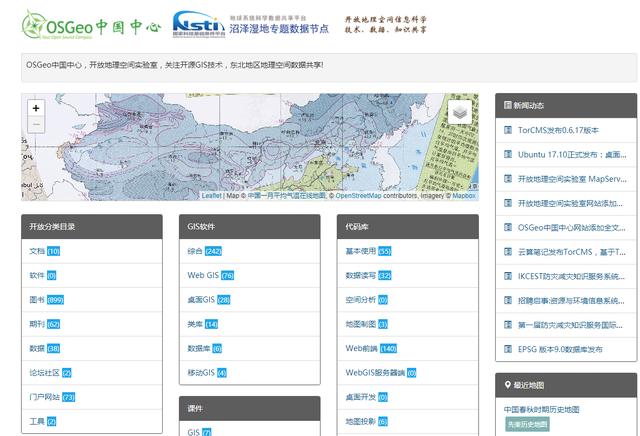 OSGeo中国中心
Your Open Source Compass
Nsti
国家科技基础条件平台
地球系统科学数据共享平台
沼泽湿地专题数据节点
开放地理空间信息科学
技术、数据、知识共享
OSGeo中国中心，开放地理空间实验室，关注开源GIS技术，东北地区地理空间数据共享!
+
−
Leaflet | Map © 中国一月平均气温在线地图, © OpenStreetMap contributors, Imagery © Mapbox
开放分类目录
文档 (10)
软件 (0)
图书 (899)
期刊 (62)
数据 (38)
论坛社区 (2)
门户网站 (73)
工具 (2)
GIS软件
综合 (242)
Web GIS (76)
桌面GIS (28)
类库 (14)
数据库 (6)
移动GIS (4)
课件
GIS (7)
代码库
基本使用 (55)
数据读写 (32)
空间分析 (0)
地图制图 (3)
Web前端 (140)
WebGIS服务器端 (0)
桌面开发 (0)
地图投影 (6)
新闻动态
TorCMS发布0.6.17版本
Ubuntu 17.10正式发布：桌面...
开放地理空间实验室 MapServ...
开放地理空间实验室网站添加...
OSGeo中国中心网站添加全文...
云算笔记发布TorCMS，基于T...
IKCEST防灾减灾知识服务系统...
招聘启事:资源与环境信息系统...
第一届防灾减灾知识服务国际...
EPSG 版本9.0数据库发布
最近地图
中国春秋时期历史地图
先秦历史地图